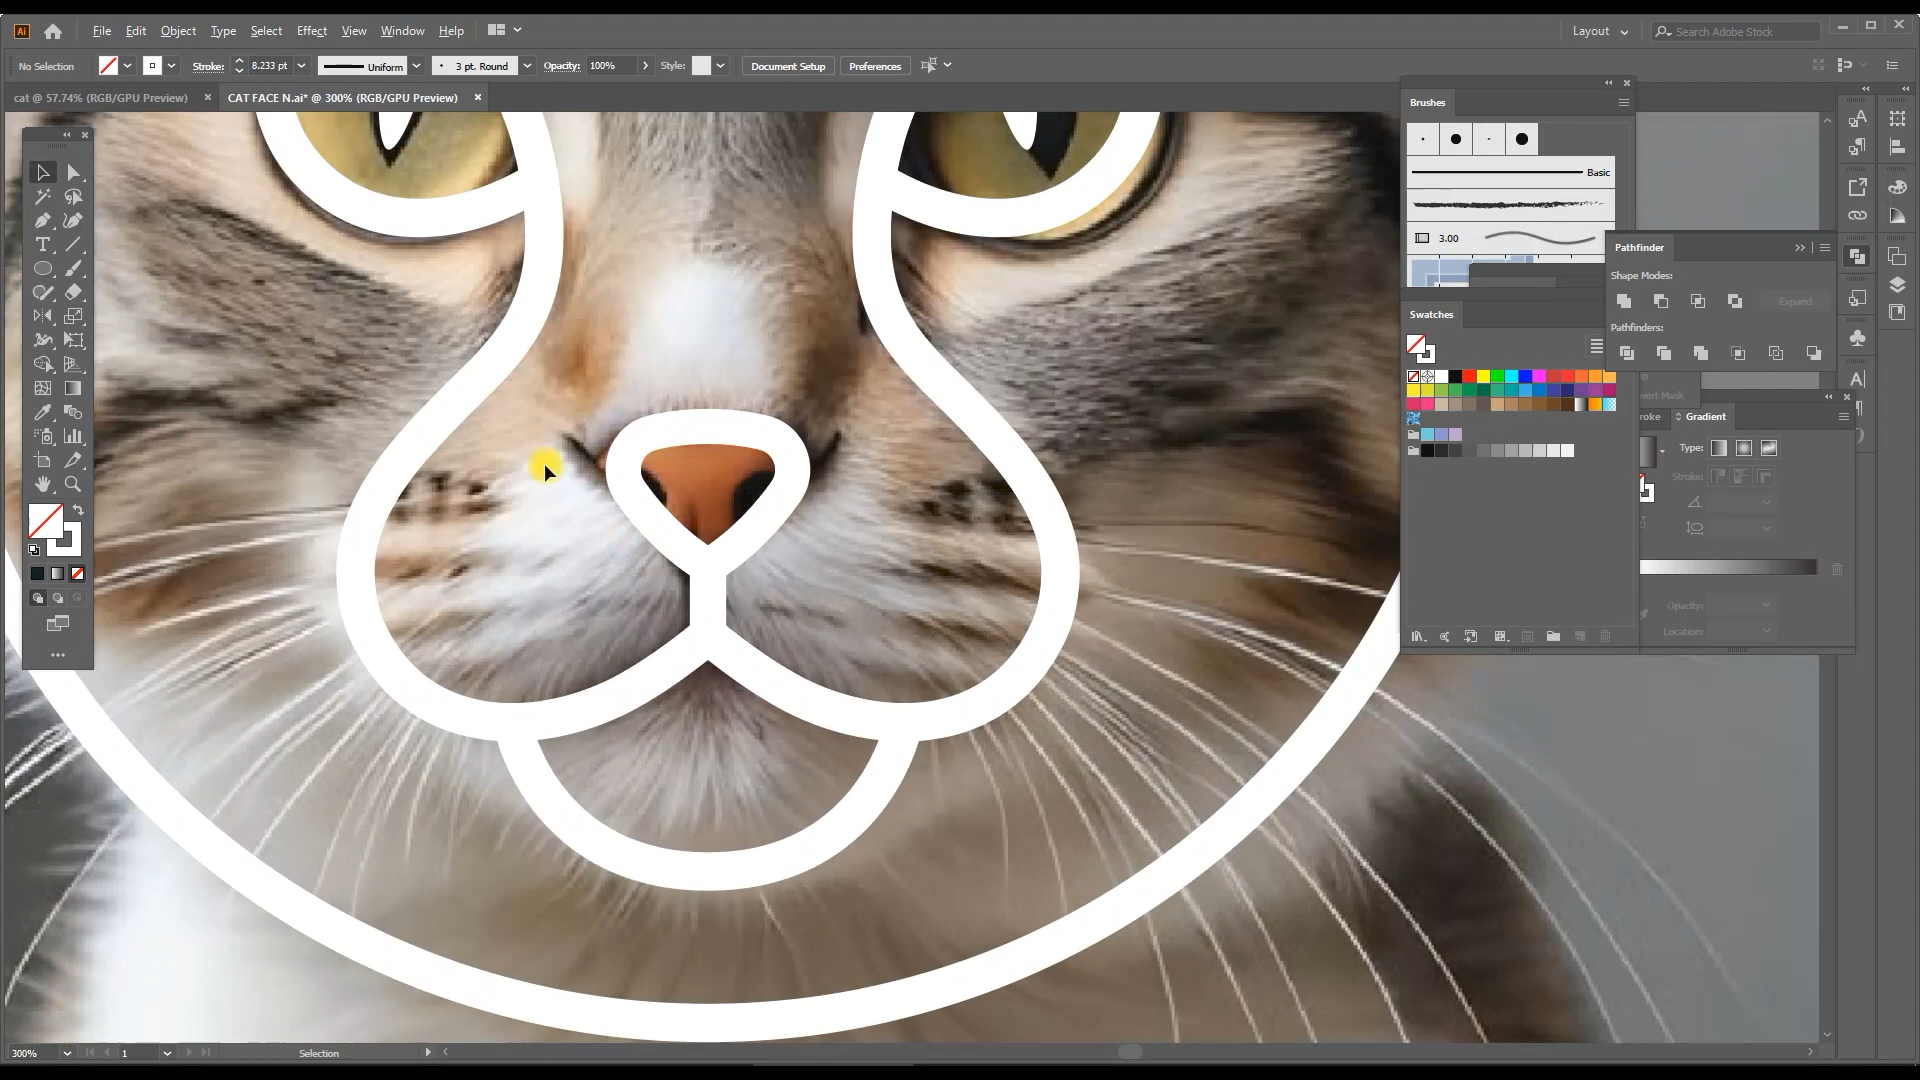 Ai
File Edit Object Type Select Effect View Window Help
Layout
Search Adobe Stock
No Selection
Stroke: 8.233 pt
Uniform
3 pt. Round
Opacity: 100%
Style:
Document Setup
Preferences
cat @ 57.74% (RGB/GPU Preview)
CAT FACE N.ai* @ 300% (RGB/GPU Preview)
Brushes
Basic
3.00
Pathfinder
Shape Modes:
Expand
Pathfinders:
Swatches
vert Mask
roke
Gradient
Type:
Stroke:
Opacity:
Location:
300%
1
Selection